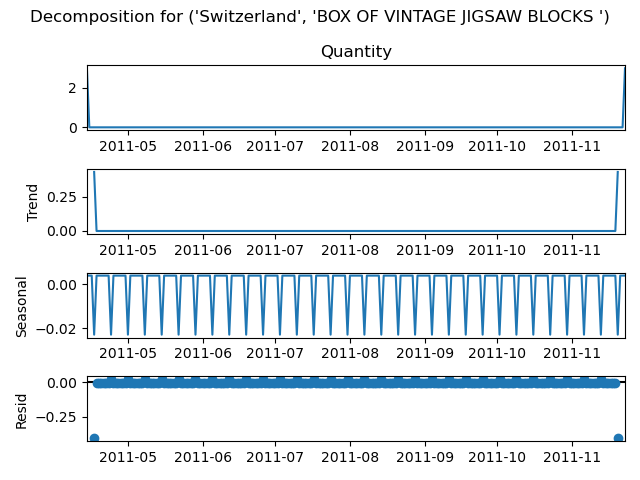 Decomposition for ('Switzerland', 'BOX OF VINTAGE JIGSAW BLOCKS ')
Quantity
2
0
2011-05 2011-06 2011-07 2011-08 2011-09 2011-10 2011-11
Trend
0.25
0.00
2011-05 2011-06 2011-07 2011-08 2011-09 2011-10 2011-11
Seasonal
0.00
−0.02
2011-05 2011-06 2011-07 2011-08 2011-09 2011-10 2011-11
Resid
0.00
−0.25
2011-05 2011-06 2011-07 2011-08 2011-09 2011-10 2011-11